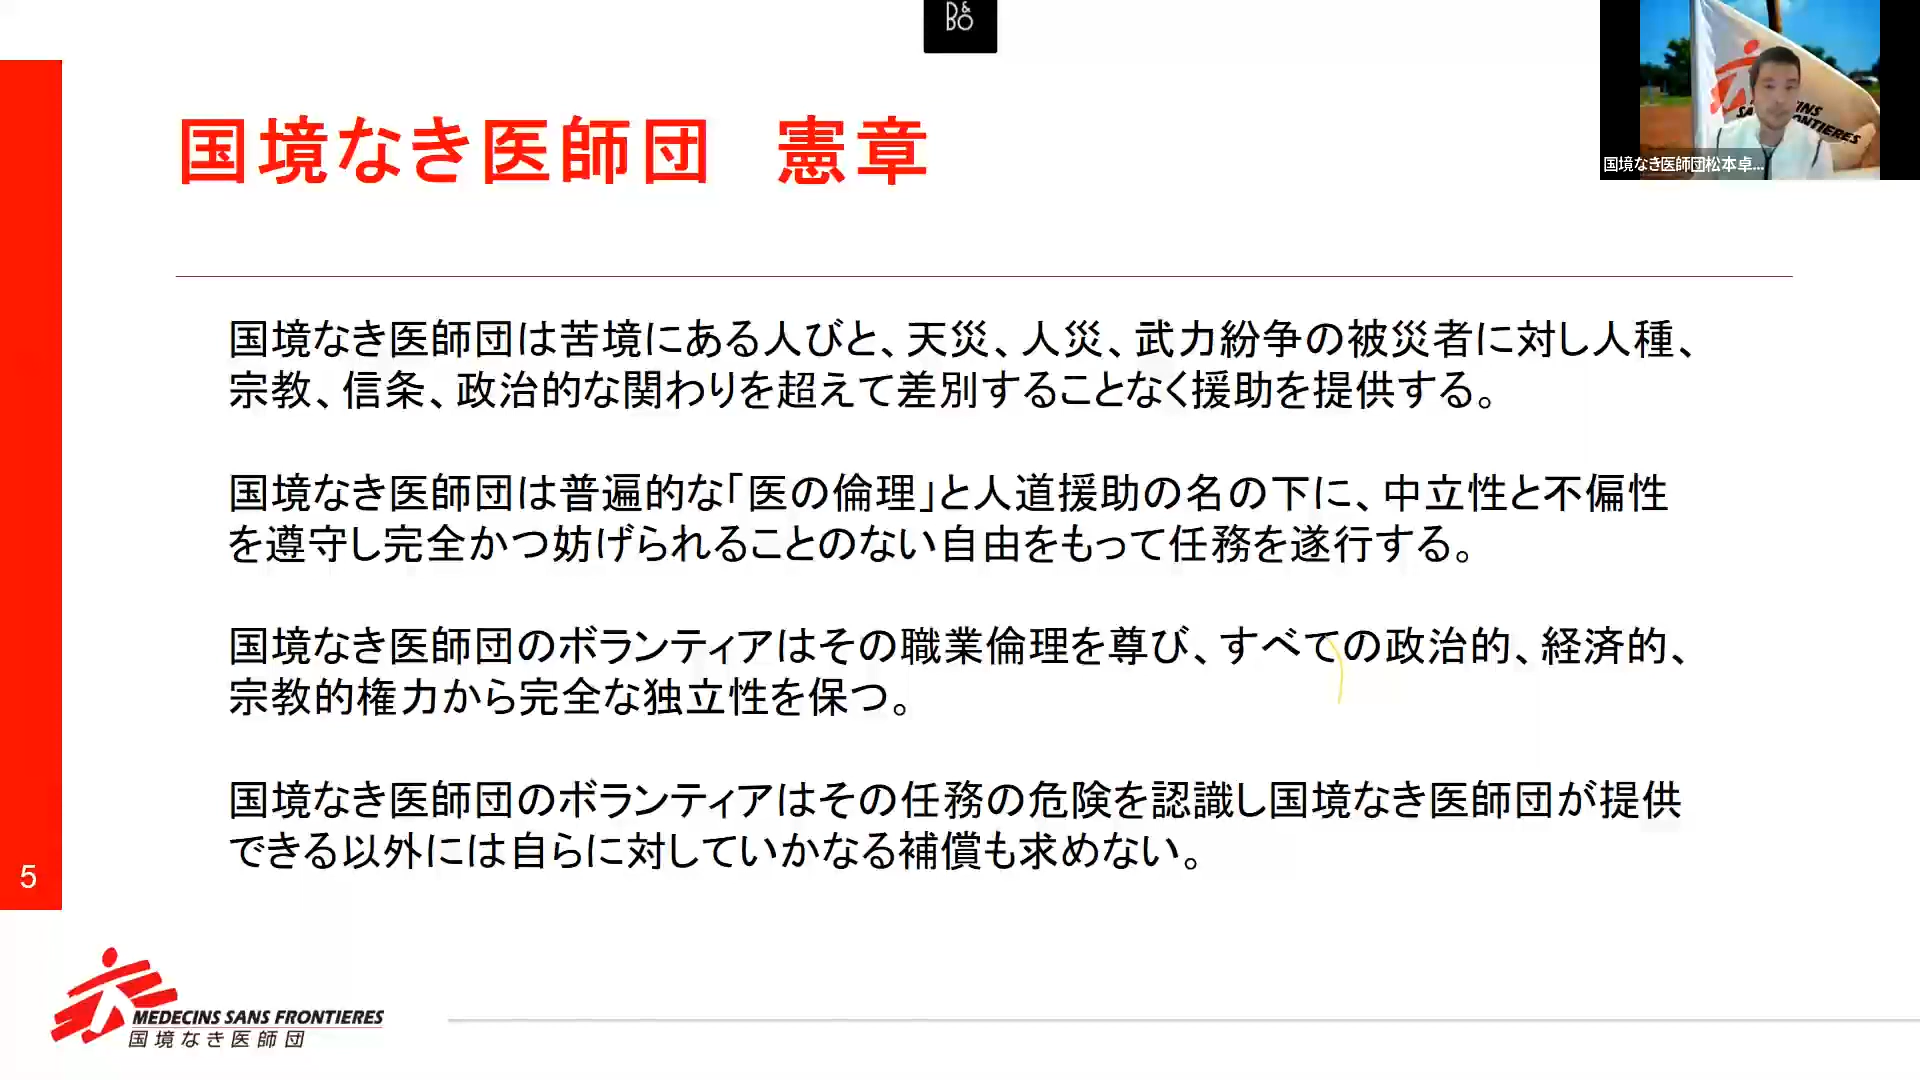 B&O
国境なき医師団 憲章
国境なき医師団松本卓...
国境なき医師団は苦境にある人びと、天災、人災、武力紛争の被災者に対し人種、
宗教、信条、政治的な関わりを超えて差別することなく援助を提供する。
国境なき医師団は普遍的な「医の倫理」と人道援助の名の下に、中立性と不偏性
を遵守し完全かつ妨げられることのない自由をもって任務を遂行する。
国境なき医師団のボランティアはその職業倫理を尊び、すべての政治的、経済的、
宗教的権力から完全な独立性を保つ。
国境なき医師団のボランティアはその任務の危険を認識し国境なき医師団が提供
できる以外には自らに対していかなる補償も求めない。
5
MEDECINS SANS FRONTIERES
国境なき医師団